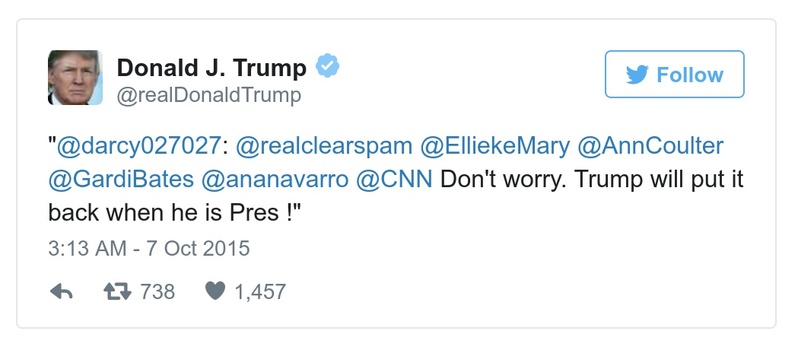 Donald J. Trump
@realDonaldTrump
Follow
"@darcy027027: @realclearspam @ElliekeMary @AnnCoulter
@GardiBates @ananavarro @CNN Don't worry. Trump will put it
back when he is Pres !"
3:13 AM - 7 Oct 2015
738 1,457